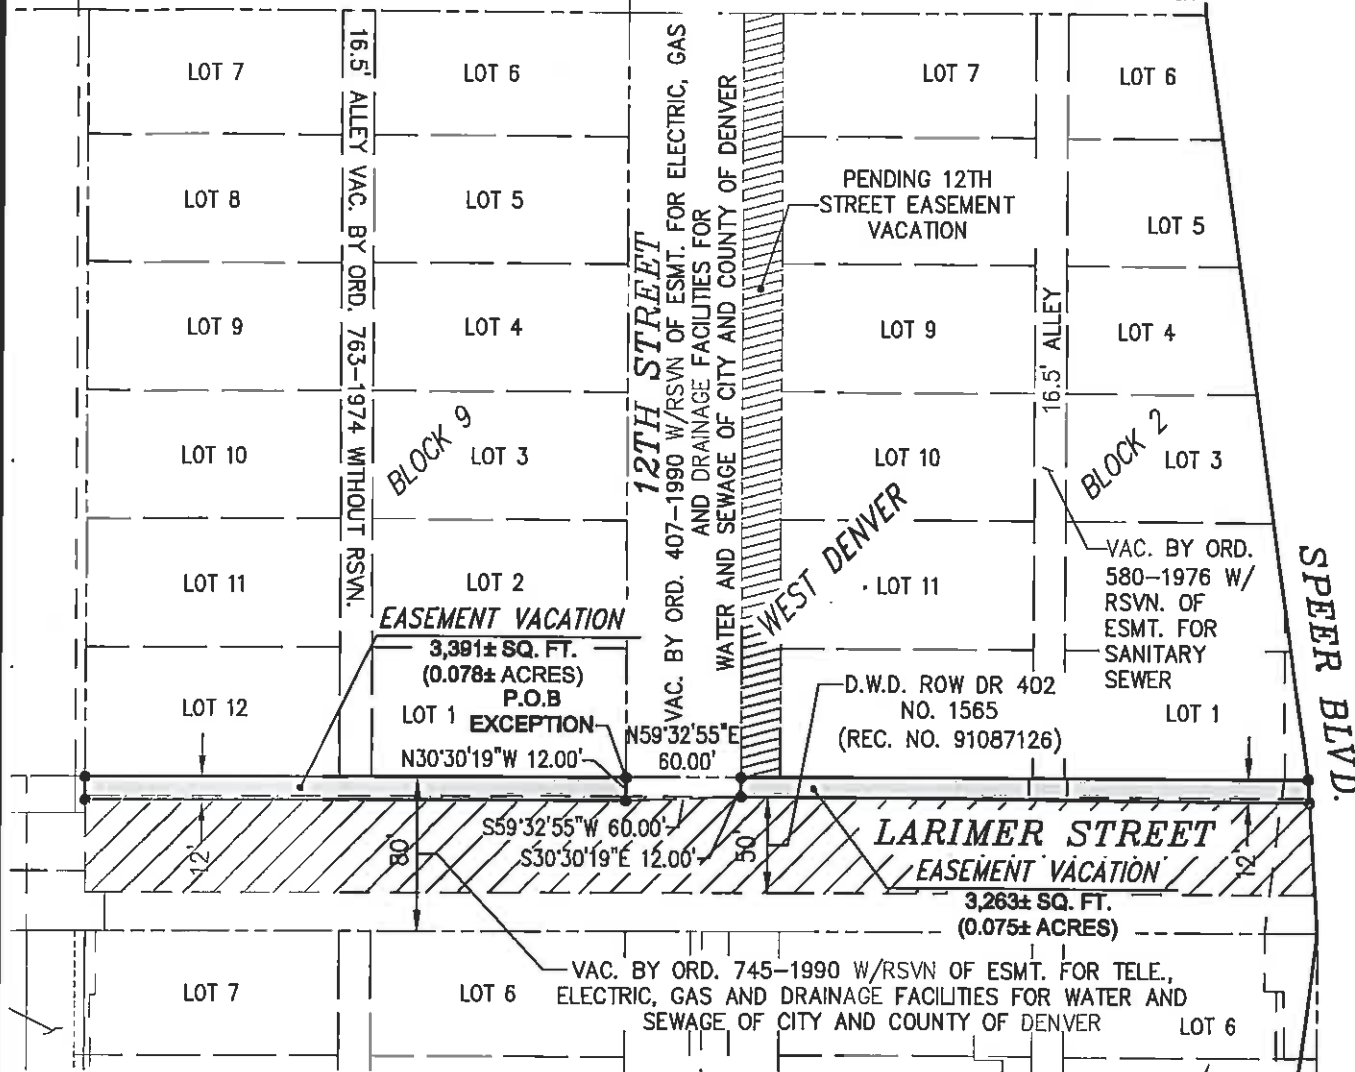 LOT 7
LOT 6
LOT 7
LOT 6
LOT 8
LOT 5
LOT 5
LOT 9
LOT 4
LOT 9
LOT 4
LOT 10
LOT 3
LOT 10
LOT 3
LOT 11
LOT 2
LOT 11
LOT 12
LOT 1
LOT 1
16.5' ALLEY VAC. BY ORD. 763-1974 WITHOUT RSVN.
BLOCK 9
12TH STREET
VAC. BY ORD. 407-1990 W/RSVN OF ESMT. FOR ELECTRIC, GAS
AND DRAINAGE FACILITIES FOR
WATER AND SEWAGE OF CITY AND COUNTY OF DENVER
PENDING 12TH
STREET EASEMENT
VACATION
16.5' ALLEY
BLOCK 2
WEST DENVER
VAC. BY ORD.
580-1976 W/
RSVN. OF
ESMT. FOR
SANITARY
SEWER
SPEER BLVD.
EASEMENT VACATION
3,391± SQ. FT.
(0.078± ACRES)
P.O.B
EXCEPTION
N30°30'19"W 12.00'
N59°32'55"E
60.00'
D.W.D. ROW DR 402
NO. 1565
(REC. NO. 91087126)
S59°32'55"W 60.00'
S30°30'19"E 12.00'
12'
80'
50'
12'
LARIMER STREET
EASEMENT VACATION
3,263± SQ. FT.
(0.075± ACRES)
VAC. BY ORD. 745-1990 W/RSVN OF ESMT. FOR TELE.,
ELECTRIC, GAS AND DRAINAGE FACILITIES FOR WATER AND
SEWAGE OF CITY AND COUNTY OF DENVER
LOT 7
LOT 6
LOT 6